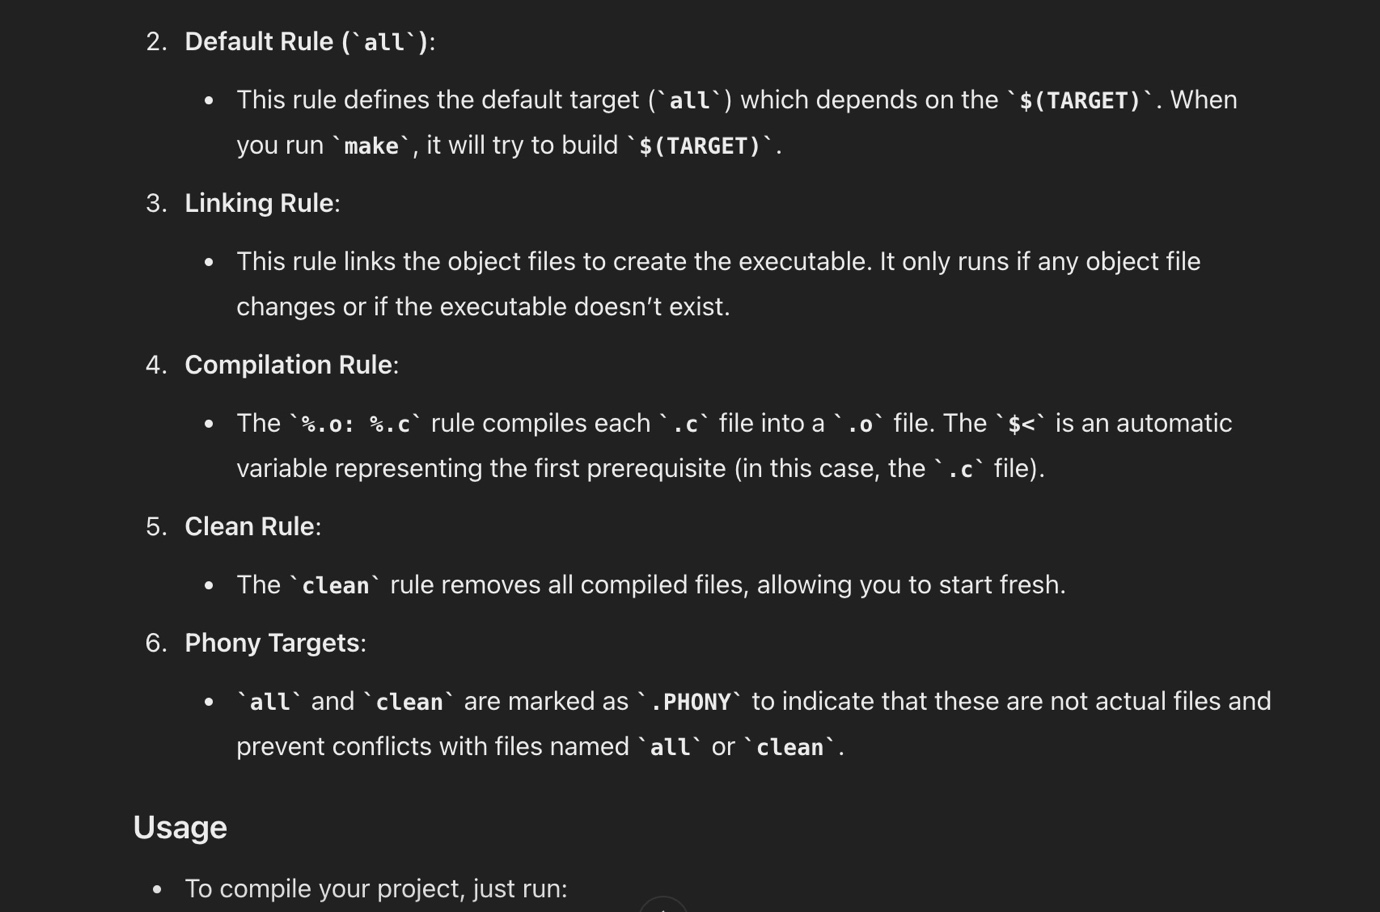 2. Default Rule (`all`):
• This rule defines the default target (`all`) which depends on the `$(TARGET)`. When
you run `make`, it will try to build `$(TARGET)`.
3. Linking Rule:
• This rule links the object files to create the executable. It only runs if any object file
changes or if the executable doesn’t exist.
4. Compilation Rule:
• The `%.o: %.c` rule compiles each `.c` file into a `.o` file. The `$<` is an automatic
variable representing the first prerequisite (in this case, the `.c` file).
5. Clean Rule:
• The `clean` rule removes all compiled files, allowing you to start fresh.
6. Phony Targets:
• `all` and `clean` are marked as `.PHONY` to indicate that these are not actual files and
prevent conflicts with files named `all` or `clean`.
Usage
• To compile your project, just run: